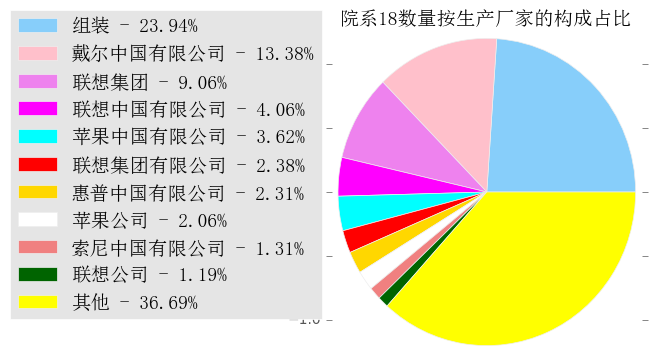 院系18数量按生产厂家的构成占比
组装 - 23.94%
戴尔中国有限公司 - 13.38%
联想集团 - 9.06%
联想中国有限公司 - 4.06%
苹果中国有限公司 - 3.62%
联想集团有限公司 - 2.38%
惠普中国有限公司 - 2.31%
苹果公司 - 2.06%
索尼中国有限公司 - 1.31%
联想公司 - 1.19%
其他 - 36.69%